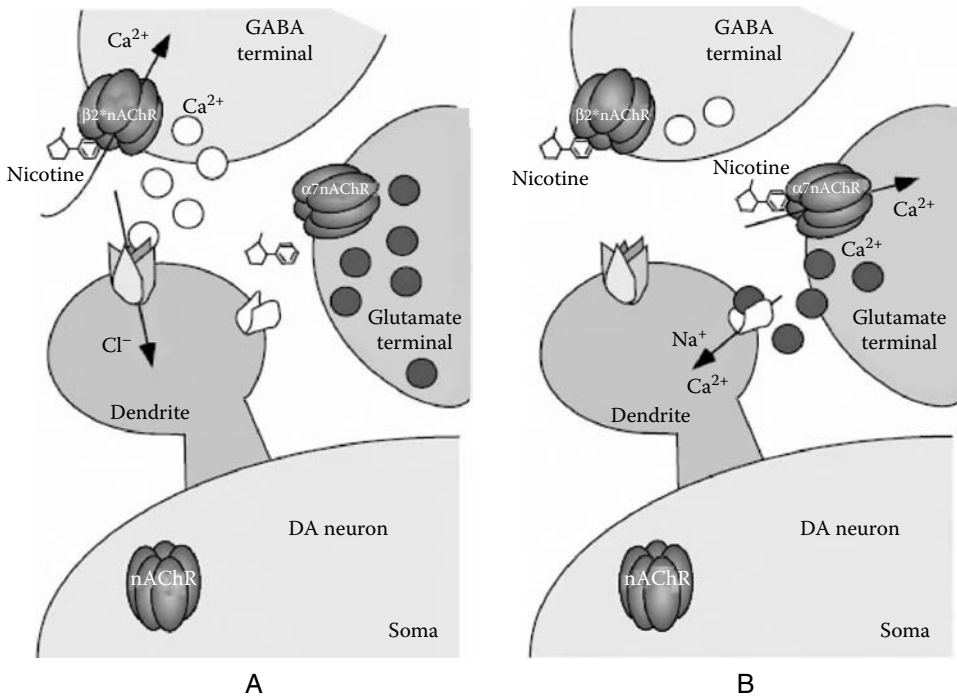 GABA
terminal
Ca²⁺
Ca²⁺
β2*nAChR
Nicotine
α7nAChR
Glutamate
terminal
Cl⁻
Dendrite
DA neuron
nAChR
Soma
A
GABA
terminal
β2*nAChR
Nicotine
Nicotine
α7nAChR
Ca²⁺
Ca²⁺
Glutamate
terminal
Na⁺
Ca²⁺
Dendrite
DA neuron
nAChR
Soma
B